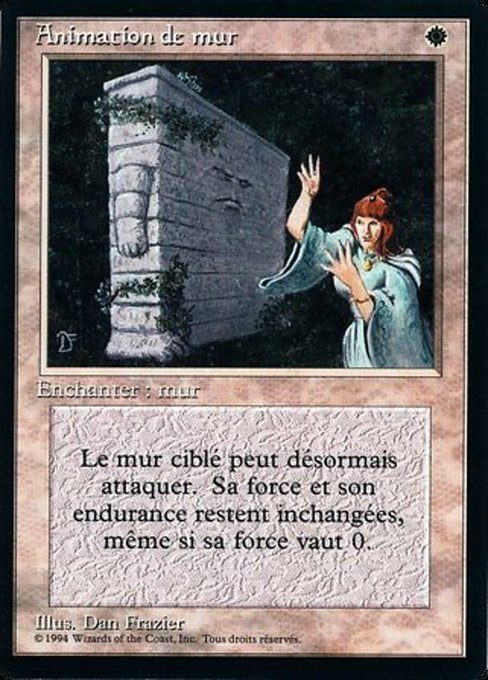 Animation de mur
Enchanter : mur
Le mur ciblé peut désormais
attaquer. Sa force et son
endurance restent inchangées,
même si sa force vaut 0.
Illus. Dan Frazier
© 1994 Wizards of the Coast, Inc. Tous droits réservés.